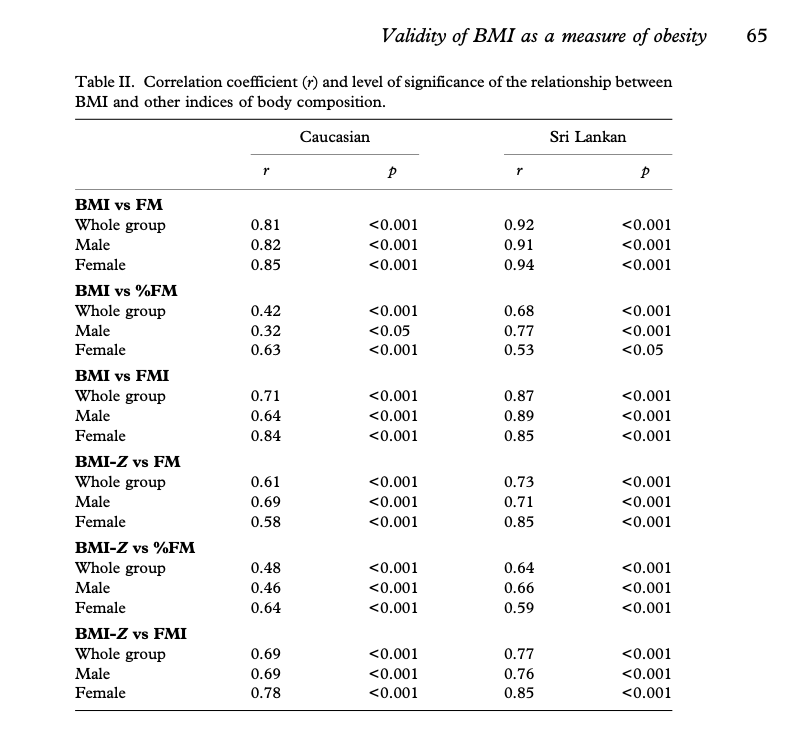 Validity of BMI as a measure of obesity 65
Table II. Correlation coefficient (r) and level of significance of the relationship between
BMI and other indices of body composition.
Caucasian Sri Lankan
r p r p
BMI vs FM
Whole group 0.81 <0.001 0.92 <0.001
Male 0.82 <0.001 0.91 <0.001
Female 0.85 <0.001 0.94 <0.001
BMI vs %FM
Whole group 0.42 <0.001 0.68 <0.001
Male 0.32 <0.05 0.77 <0.001
Female 0.63 <0.001 0.53 <0.05
BMI vs FMI
Whole group 0.71 <0.001 0.87 <0.001
Male 0.64 <0.001 0.89 <0.001
Female 0.84 <0.001 0.85 <0.001
BMI-Z vs FM
Whole group 0.61 <0.001 0.73 <0.001
Male 0.69 <0.001 0.71 <0.001
Female 0.58 <0.001 0.85 <0.001
BMI-Z vs %FM
Whole group 0.48 <0.001 0.64 <0.001
Male 0.46 <0.001 0.66 <0.001
Female 0.64 <0.001 0.59 <0.001
BMI-Z vs FMI
Whole group 0.69 <0.001 0.77 <0.001
Male 0.69 <0.001 0.76 <0.001
Female 0.78 <0.001 0.85 <0.001